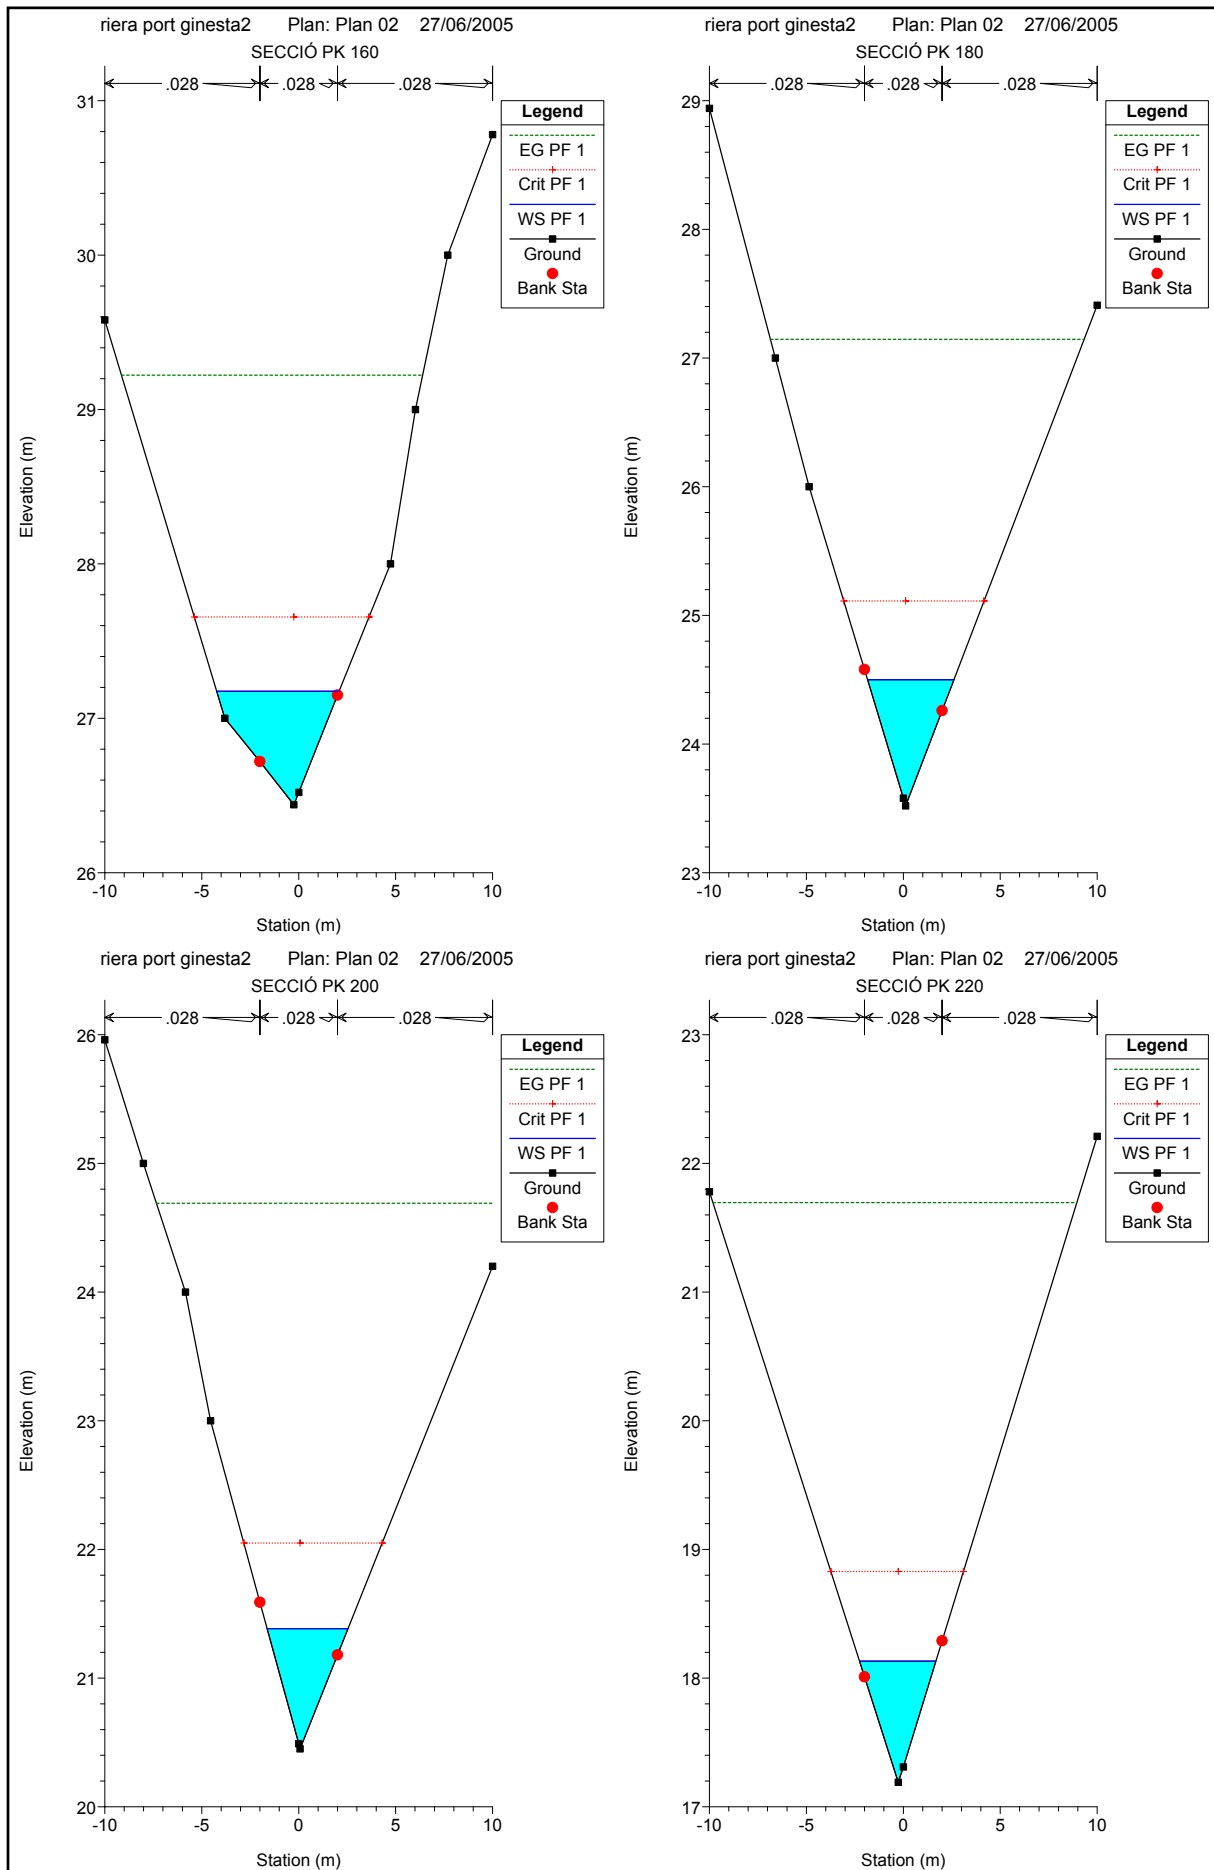 riera port ginesta2 Plan: Plan 02 27/06/2005
SECCIÓ PK 160
.028 .028 .028
31
30
29
28
27
26
Elevation (m)
-10 -5 0 5 10
Station (m)
Legend
EG PF 1
Crit PF 1
WS PF 1
Ground
Bank Sta
riera port ginesta2 Plan: Plan 02 27/06/2005
SECCIÓ PK 180
.028 .028 .028
29
28
27
26
25
24
23
Elevation (m)
-10 -5 0 5 10
Station (m)
Legend
EG PF 1
Crit PF 1
WS PF 1
Ground
Bank Sta
riera port ginesta2 Plan: Plan 02 27/06/2005
SECCIÓ PK 200
.028 .028 .028
26
25
24
23
22
21
20
Elevation (m)
-10 -5 0 5 10
Station (m)
Legend
EG PF 1
Crit PF 1
WS PF 1
Ground
Bank Sta
riera port ginesta2 Plan: Plan 02 27/06/2005
SECCIÓ PK 220
.028 .028 .028
23
22
21
20
19
18
17
Elevation (m)
-10 -5 0 5 10
Station (m)
Legend
EG PF 1
Crit PF 1
WS PF 1
Ground
Bank Sta